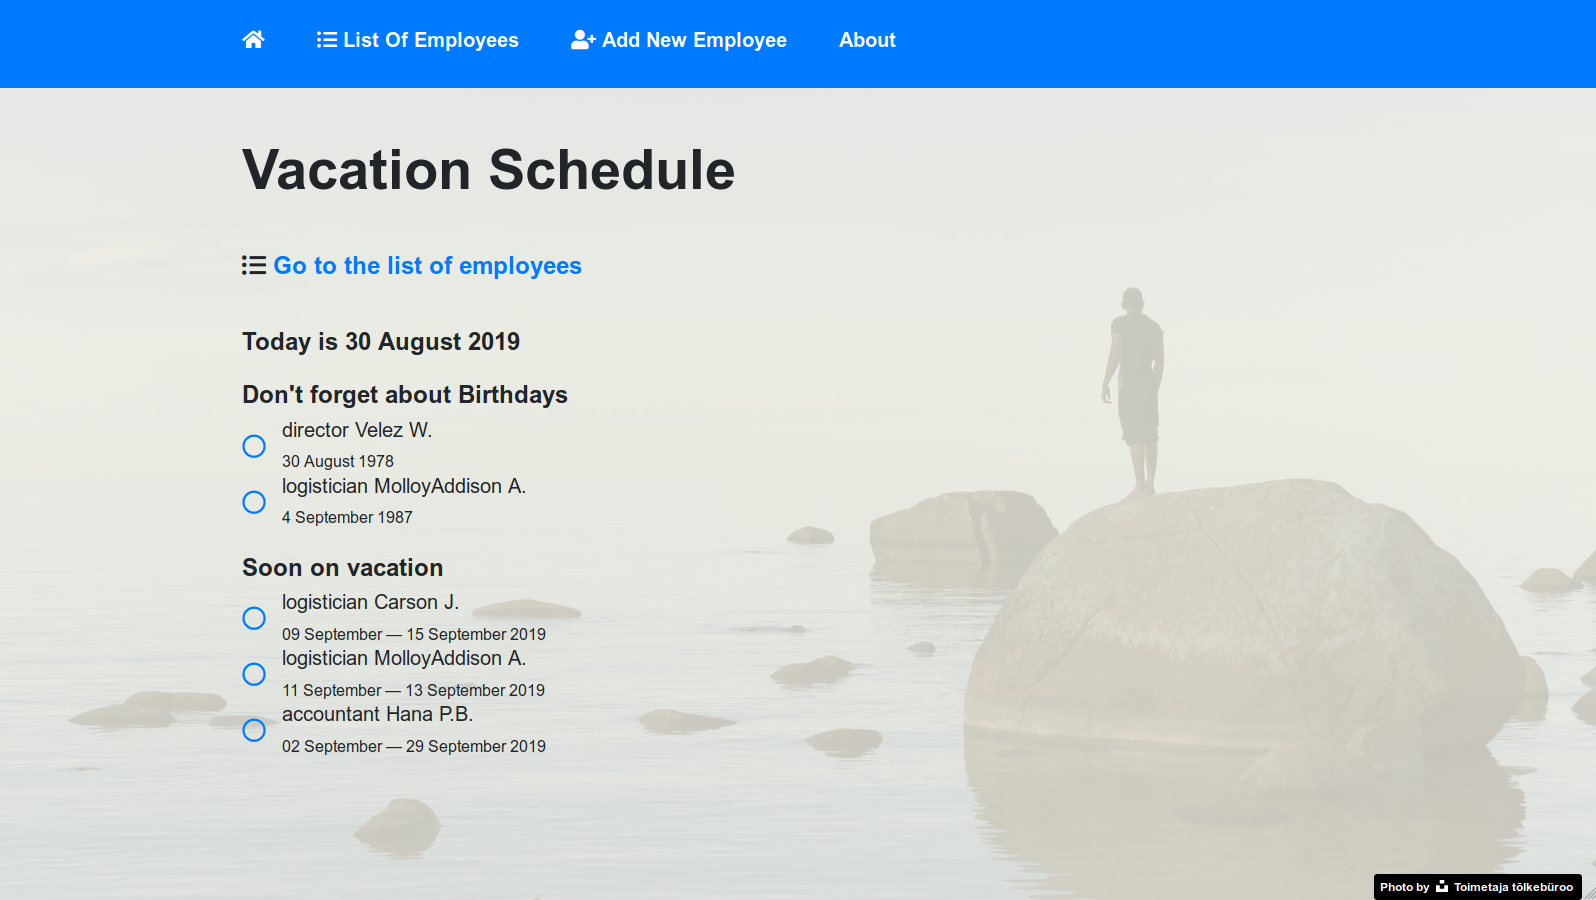 List Of Employees Add New Employee About
Vacation Schedule
Go to the list of employees
Today is 30 August 2019
Don't forget about Birthdays
director Velez W.
30 August 1978
logistician MolloyAddison A.
4 September 1987
Soon on vacation
logistician Carson J.
09 September — 15 September 2019
logistician MolloyAddison A.
11 September — 13 September 2019
accountant Hana P.B.
02 September — 29 September 2019
Photo by Toimetaja tõlkebüroo